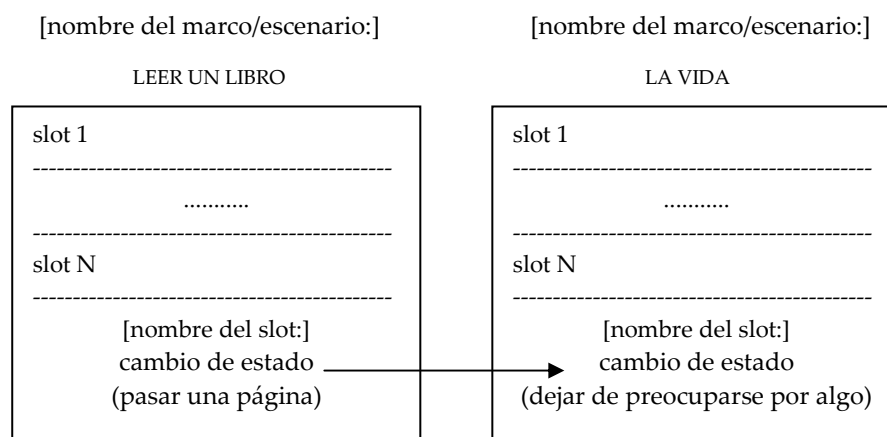 [nombre del marco/escenario:]
LEER UN LIBRO
slot 1
...........
slot N
[nombre del slot:]
cambio de estado
(pasar una página)
[nombre del marco/escenario:]
LA VIDA
slot 1
...........
slot N
[nombre del slot:]
cambio de estado
(dejar de preocuparse por algo)